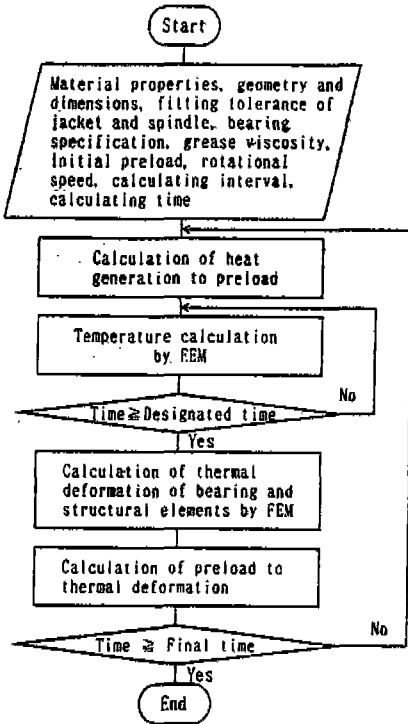 Start
Material properties, geometry and
dimensions, fitting tolerance of
jacket and spindle, bearing
specification, grease viscosity,
Initial preload, rotational
speed, calculating interval,
calculating time
Calculation of heat
generation to preload
Temperature calculation
by FEM
No
Time≧Designated time
Yes
Calculation of thermal
deformation of bearing and
structural elements by FEM
Calculation of preload to
thermal deformation
No
Time ≧ Final time
Yes
End